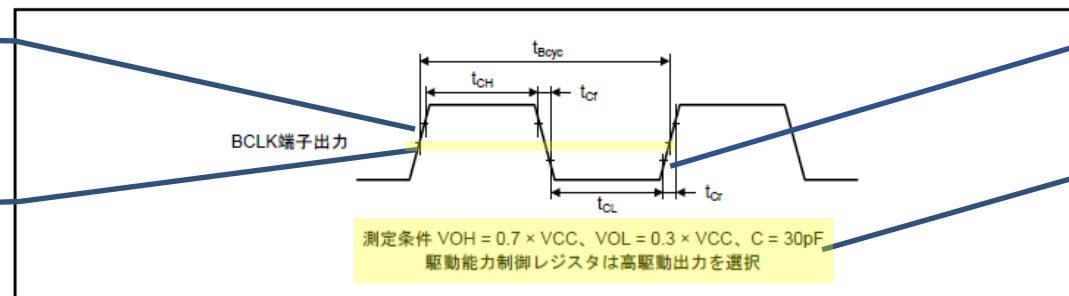 tBcyc
tCH
tCf
BCLK端子出力
tCL
tCr
測定条件 VOH = 0.7 × VCC、VOL = 0.3 × VCC、C = 30pF
駆動能力制御レジスタは高駆動出力を選択